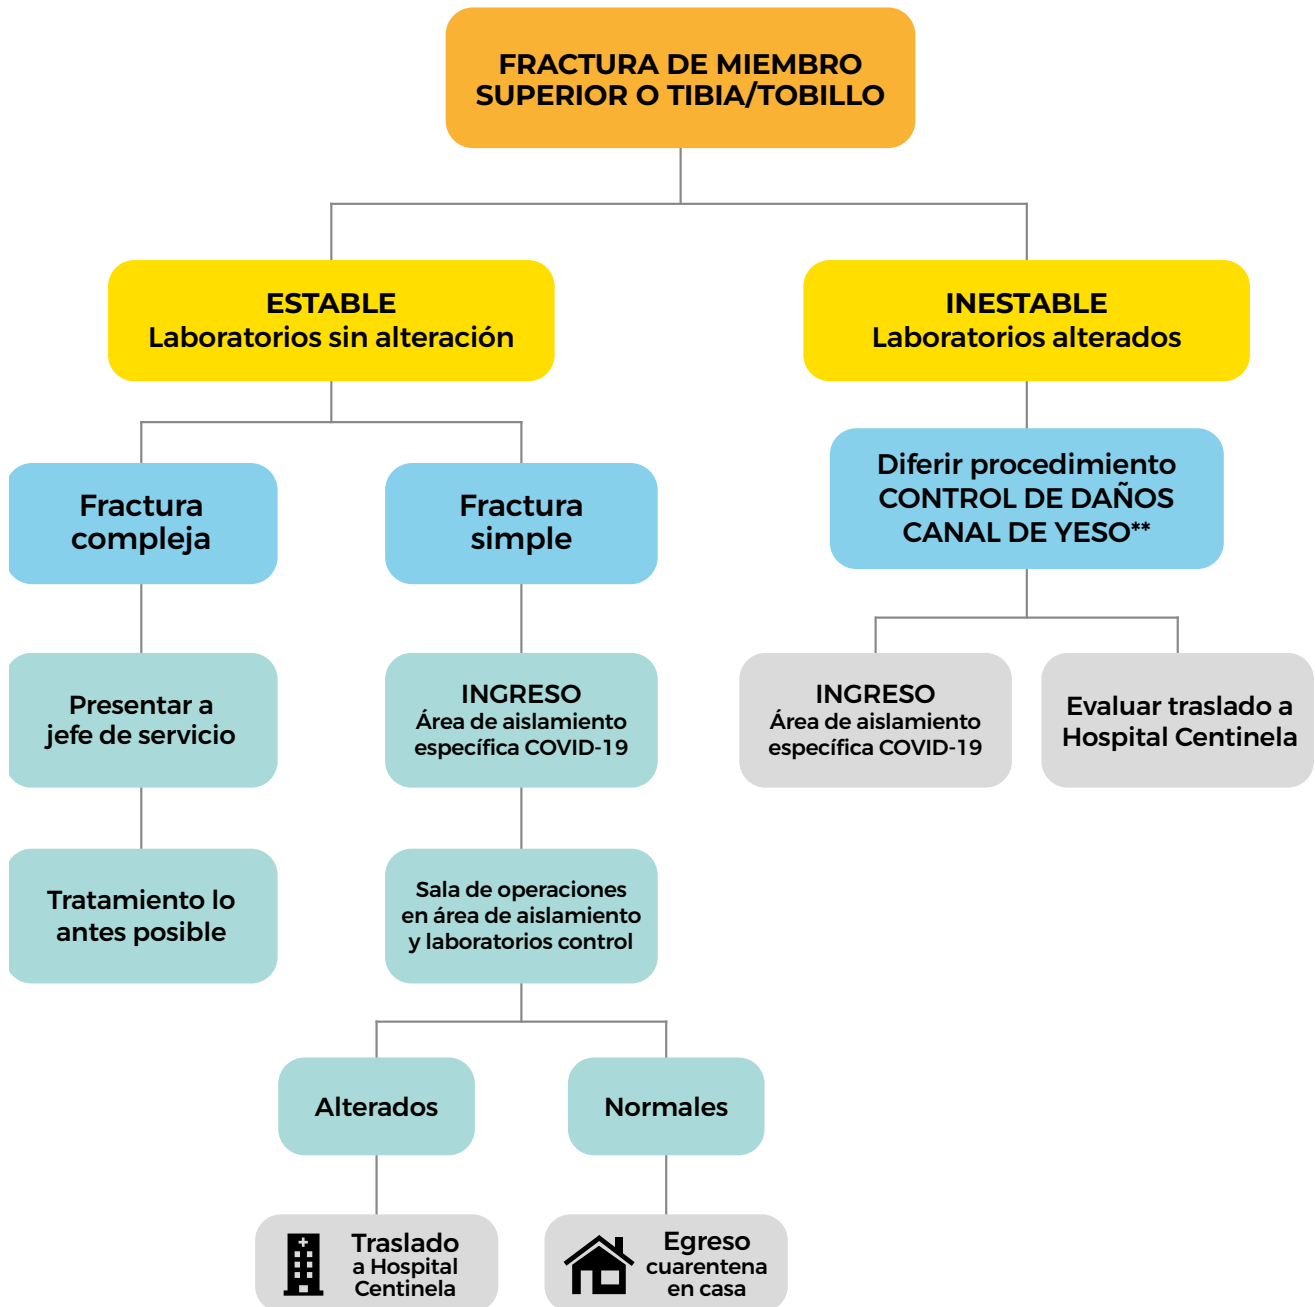 FRACTURA DE MIEMBRO
SUPERIOR O TIBIA/TOBILLO
ESTABLE
Laboratorios sin alteración
INESTABLE
Laboratorios alterados
Fractura
compleja
Fractura
simple
Diferir procedimiento
CONTROL DE DAÑOS
CANAL DE YESO**
Presentar a
jefe de servicio
INGRESO
Área de aislamiento
específica COVID-19
INGRESO
Área de aislamiento
específica COVID-19
Evaluar traslado a
Hospital Centinela
Tratamiento lo
antes posible
Sala de operaciones
en área de aislamiento
y laboratorios control
Alterados
Normales
Traslado
a Hospital
Centinela
Egreso
cuarentena
en casa